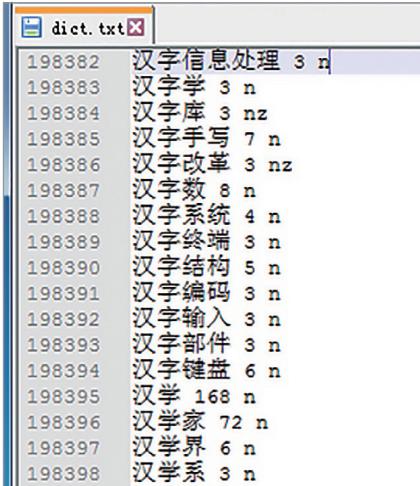 dict.txt
198382 汉字信息处理 3 n
198383 汉字学 3 n
198384 汉字库 3 nz
198385 汉字手写 7 n
198386 汉字改革 3 nz
198387 汉字数 8 n
198388 汉字系统 4 n
198389 汉字终端 3 n
198390 汉字结构 5 n
198391 汉字编码 3 n
198392 汉字输入 3 n
198393 汉字部件 3 n
198394 汉字键盘 6 n
198395 汉学 168 n
198396 汉学家 72 n
198397 汉学界 6 n
198398 汉学系 3 n